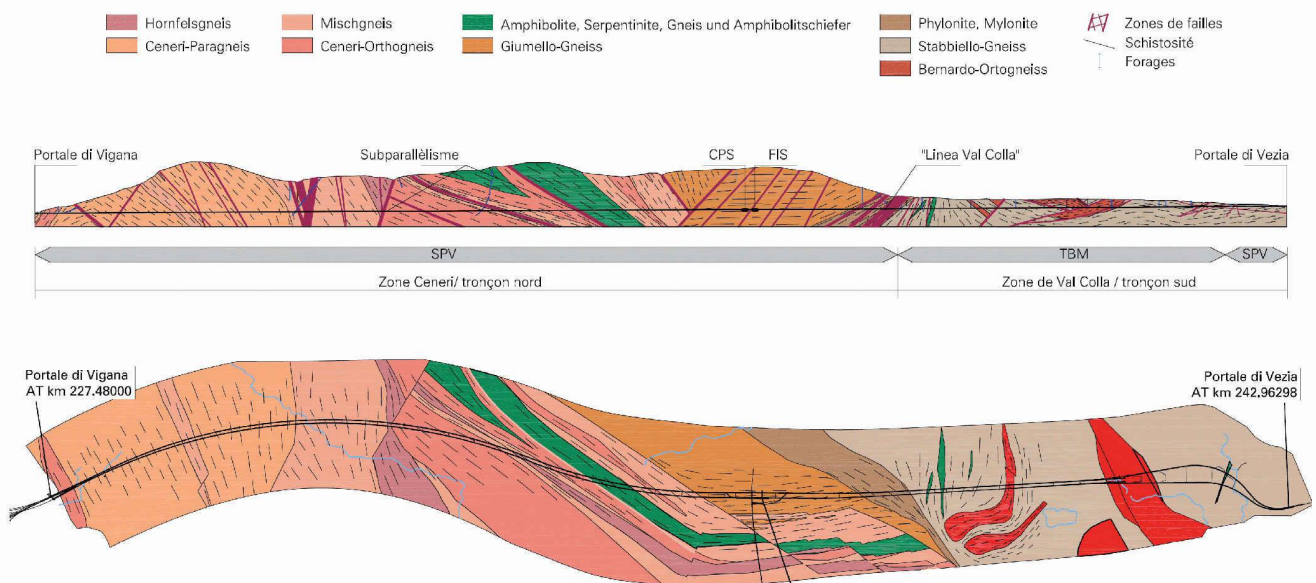 Hornfelsgneis
Ceneri-Paragneis
Mischgneis
Ceneri-Orthogneis
Amphibolite, Serpentinite, Gneis und Amphibolitschiefer
Giumello-Gneiss
Phylonite, Mylonite
Stabbiello-Gneiss
Bernardo-Ortogneiss
Zones de failles
Schistosité
Forages
Portale di Vigana
Subparallèlisme
CPS
FIS
"Linea Val Colla"
Portale di Vezia
SPV
TBM
SPV
Zone Ceneri/ tronçon nord
Zone de Val Colla / tronçon sud
Portale di Vigana
AT km 227.48000
Portale di Vezia
AT km 242.96298